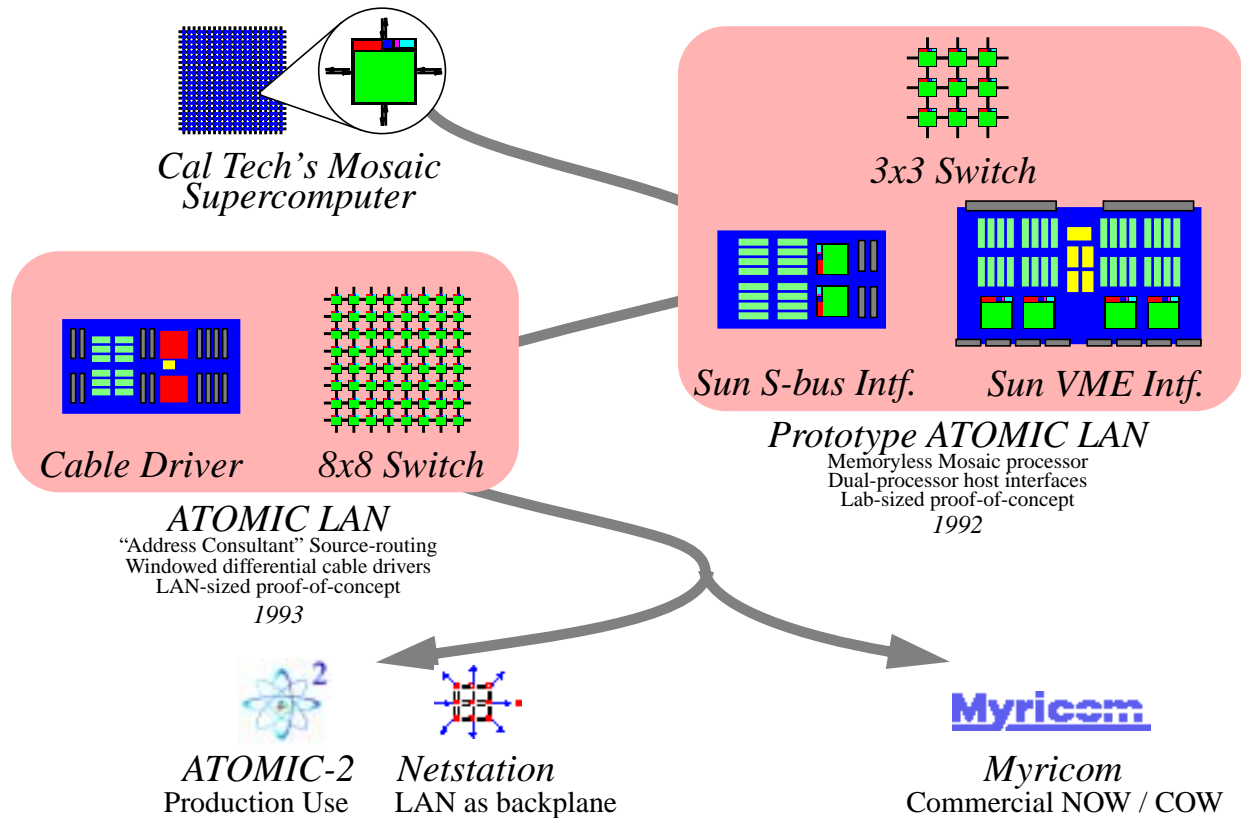 Cal Tech's Mosaic
Supercomputer
3x3 Switch
Sun S-bus Intf.
Sun VME Intf.
Prototype ATOMIC LAN
Memoryless Mosaic processor
Dual-processor host interfaces
Lab-sized proof-of-concept
1992
Cable Driver
8x8 Switch
ATOMIC LAN
“Address Consultant” Source-routing
Windowed differential cable drivers
LAN-sized proof-of-concept
1993
2
ATOMIC-2
Production Use
Netstation
LAN as backplane
Myricom
Myricom
Commercial NOW / COW